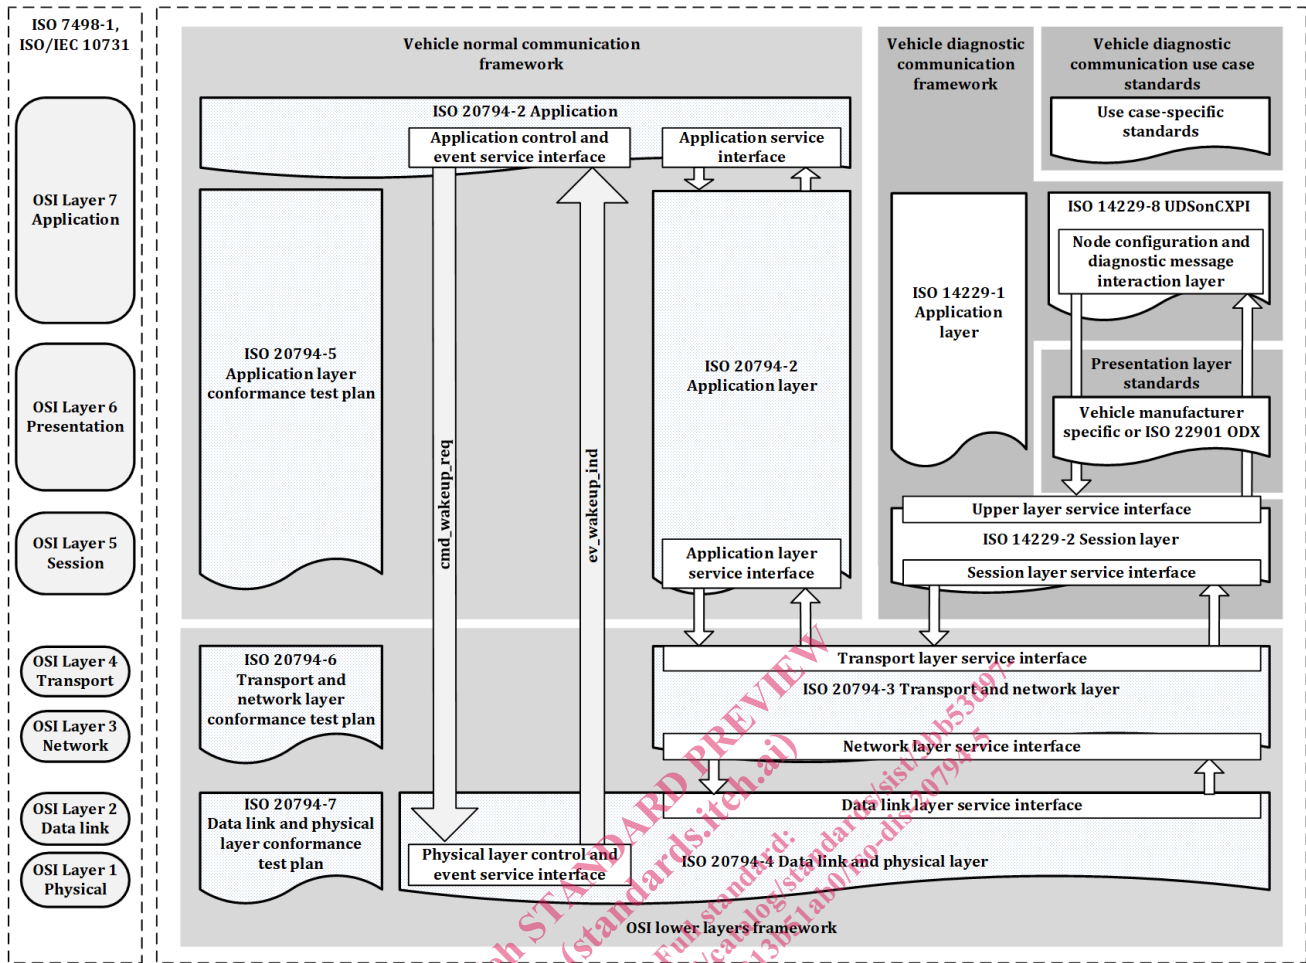 ISO 7498-1,
ISO/IEC 10731
OSI Layer 7
Application
OSI Layer 6
Presentation
OSI Layer 5
Session
OSI Layer 4
Transport
OSI Layer 3
Network
OSI Layer 2
Data link
OSI Layer 1
Physical
Vehicle normal communication
framework
ISO 20794-2 Application
Application control and
event service interface
Application service
interface
ISO 20794-5
Application layer
conformance test plan
cmd_wakeup_req
ev_wakeup_ind
ISO 20794-2
Application layer
Application layer
service interface
Vehicle diagnostic
communication
framework
ISO 14229-1
Application
layer
Vehicle diagnostic
communication use case
standards
Use case-specific
standards
ISO 14229-8 UDSonCXPI
Node configuration and
diagnostic message
interaction layer
Presentation layer
standards
Vehicle manufacturer
specific or ISO 22901 ODX
Upper layer service interface
ISO 14229-2 Session layer
Session layer service interface
ISO 20794-6
Transport and
network layer
conformance test plan
Transport layer service interface
ISO 20794-3 Transport and network layer
Network layer service interface
ISO 20794-7
Data link and physical
layer conformance
test plan
Data link layer service interface
Physical layer control and
event service interface
ISO 20794-4 Data link and physical layer
OSI lower layers framework
STANDARD PREVIEW
(standards.iteh.ai)
Full standard: